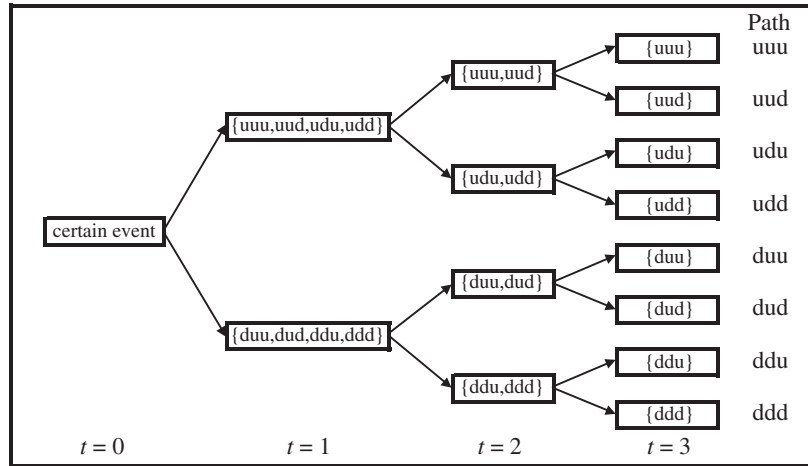 Path
{uuu} uuu
{uuu,uud}
{uud} uud
{uuu,uud,udu,udd}
{udu} udu
{udu,udd}
{udd} udd
certain event
{duu} duu
{duu,dud}
{dud} dud
{duu,dud,ddu,ddd}
{ddu} ddu
{ddu,ddd}
{ddd} ddd
t = 0 t = 1 t = 2 t = 3